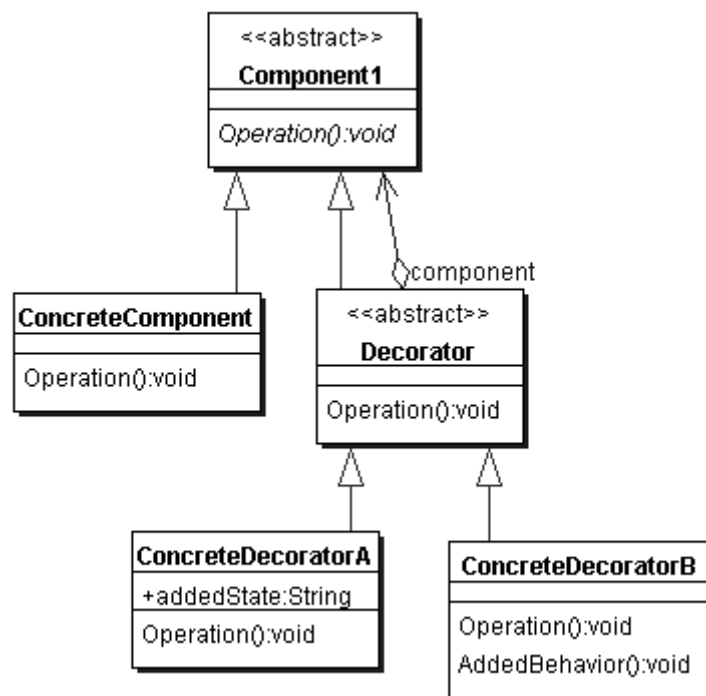 <<abstract>>
Component1
Operation():void
component
ConcreteComponent
Operation():void
<<abstract>>
Decorator
Operation():void
ConcreteDecoratorA
+addedState:String
Operation():void
ConcreteDecoratorB
Operation():void
AddedBehavior():void